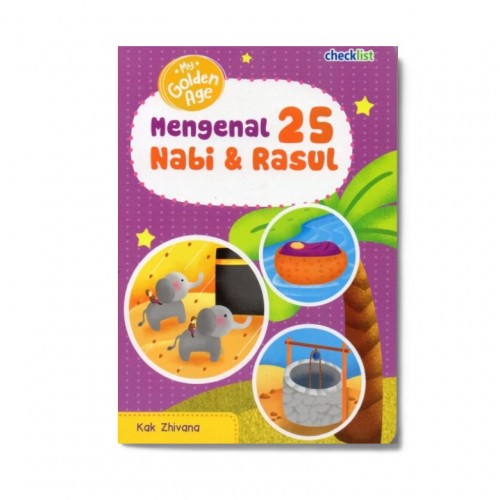 checklist
My
Golden
Age
Mengenal 25
Nabi & Rasul
Kak Zhivana